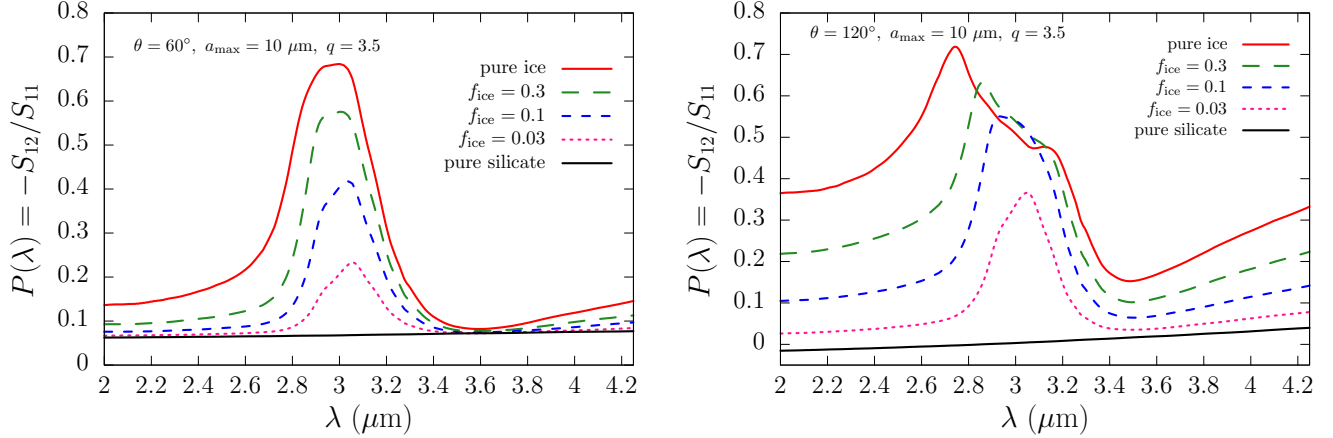 P(λ) = −S₁₂/S₁₁
0.8
0.7
0.6
0.5
0.4
0.3
0.2
0.1
0
θ = 60°, a_max = 10 μm, q = 3.5
pure ice
f_ice = 0.3
f_ice = 0.1
f_ice = 0.03
pure silicate
2 2.2 2.4 2.6 2.8 3 3.2 3.4 3.6 3.8 4 4.2
λ (μm)
P(λ) = −S₁₂/S₁₁
0.8
0.7
0.6
0.5
0.4
0.3
0.2
0.1
0
θ = 120°, a_max = 10 μm, q = 3.5
pure ice
f_ice = 0.3
f_ice = 0.1
f_ice = 0.03
pure silicate
2 2.2 2.4 2.6 2.8 3 3.2 3.4 3.6 3.8 4 4.2
λ (μm)